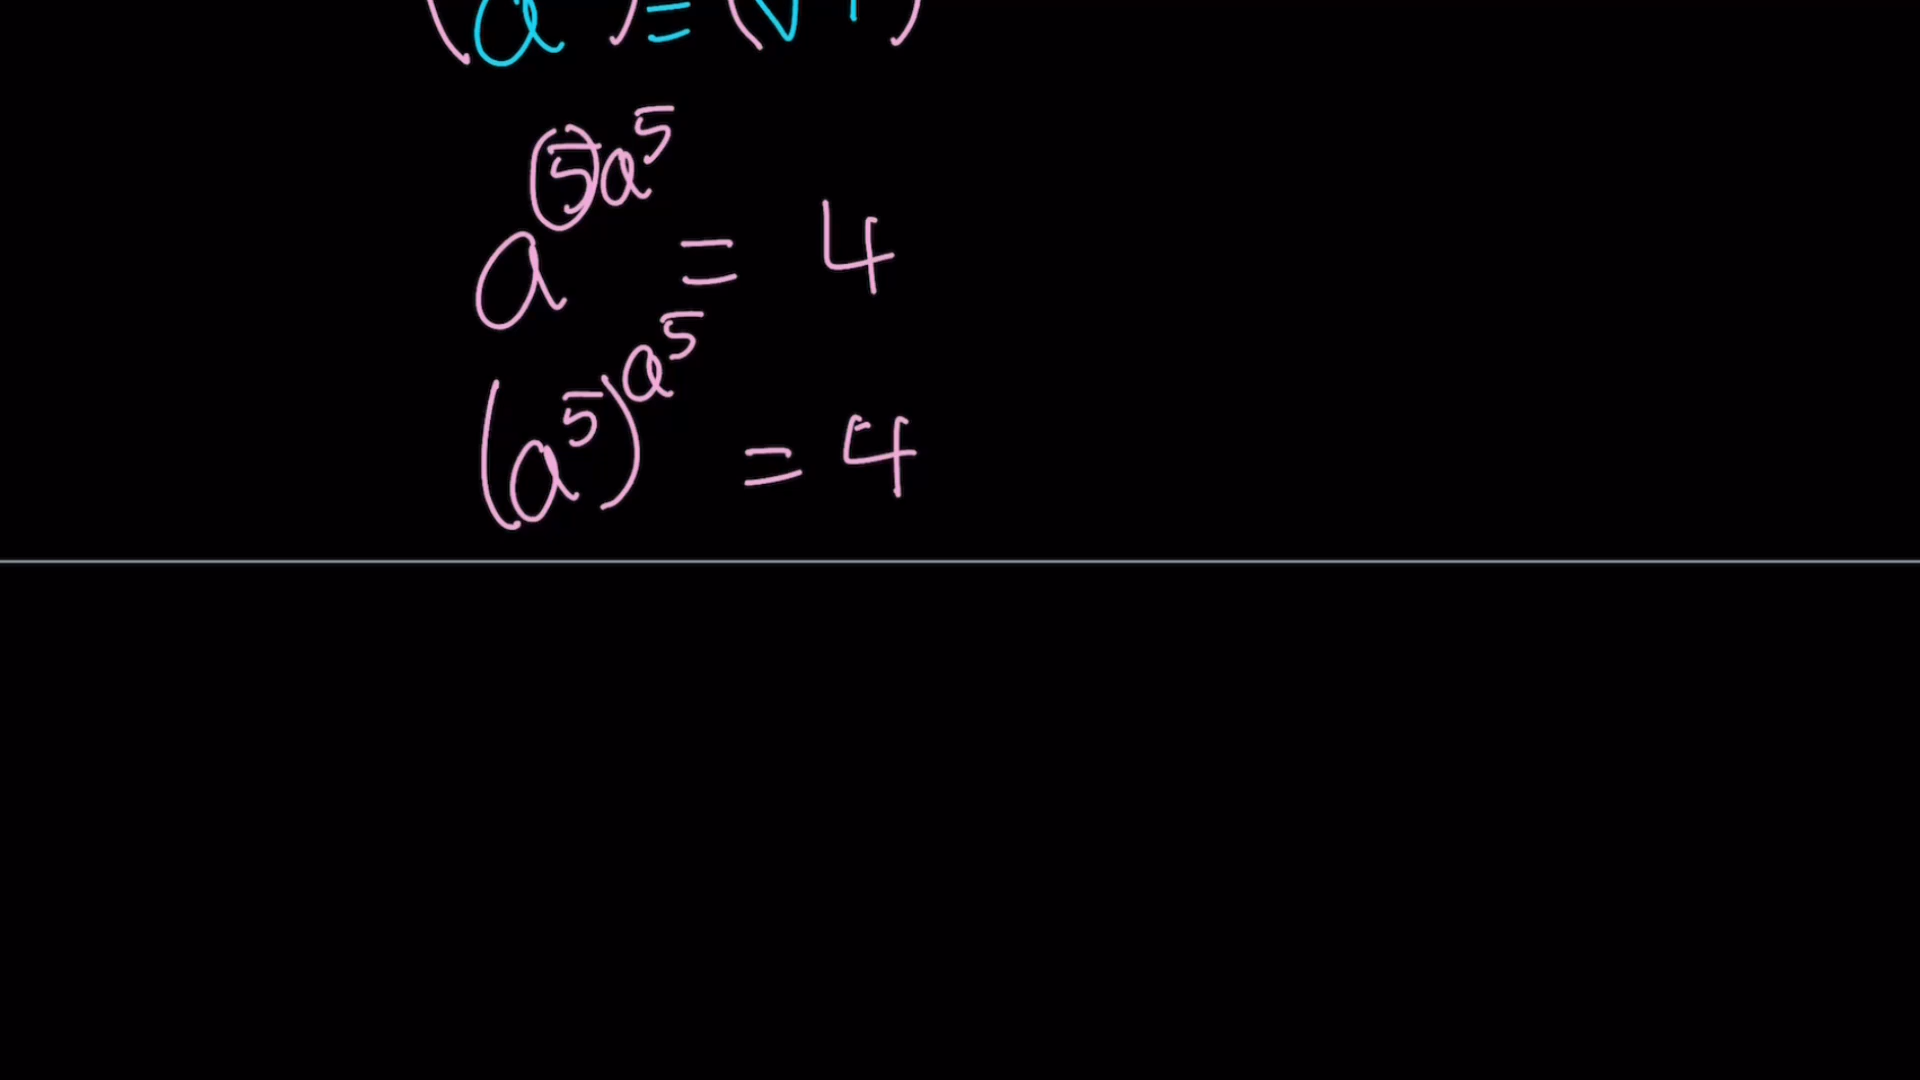 (a ) = (√ )
a^{5a^5} = 4
(a^5)^{a^5} = 4